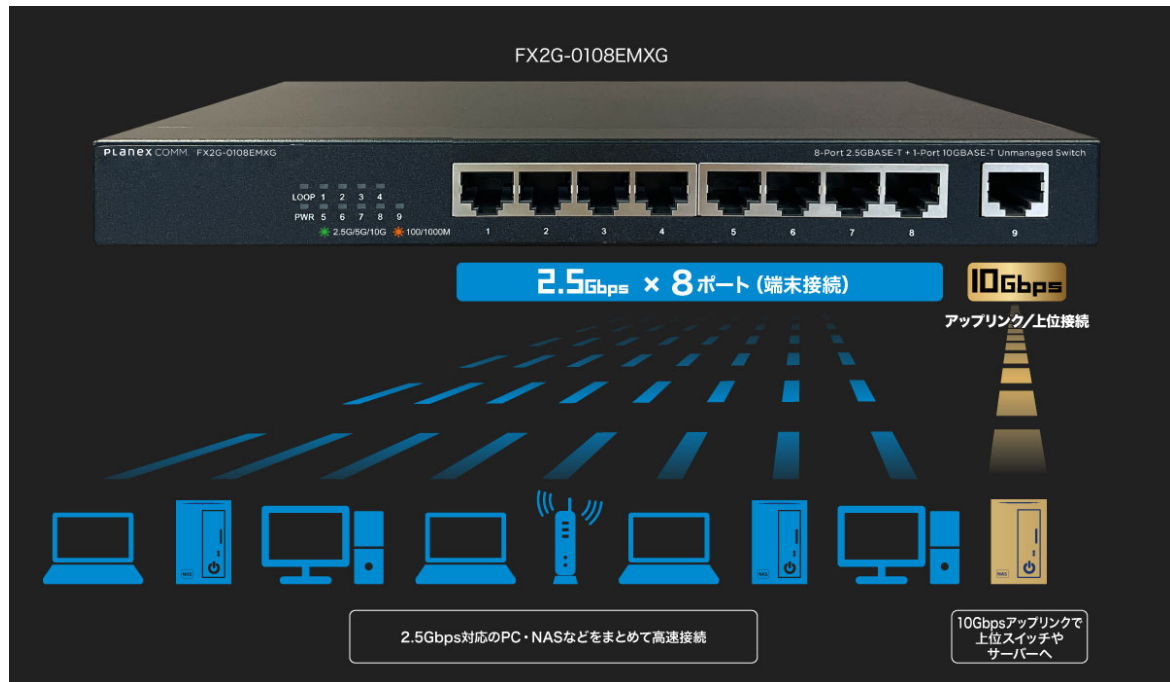 FX2G-0108EMXG
PLANEX COMM. FX2G-0108EMXG
8-Port 2.5GBASE-T + 1-Port 10GBASE-T Unmanaged Switch
LOOP 1 2 3 4
PWR 5 6 7 8 9
2.5G/5G/10G 100/1000M
1 2 3 4 5 6 7 8 9
2.5Gbps × 8ポート(端末接続)
10Gbps
アップリンク/上位接続
NAS
NAS
NAS
2.5Gbps対応のPC・NASなどをまとめて高速接続
10Gbpsアップリンクで
上位スイッチや
サーバーへ